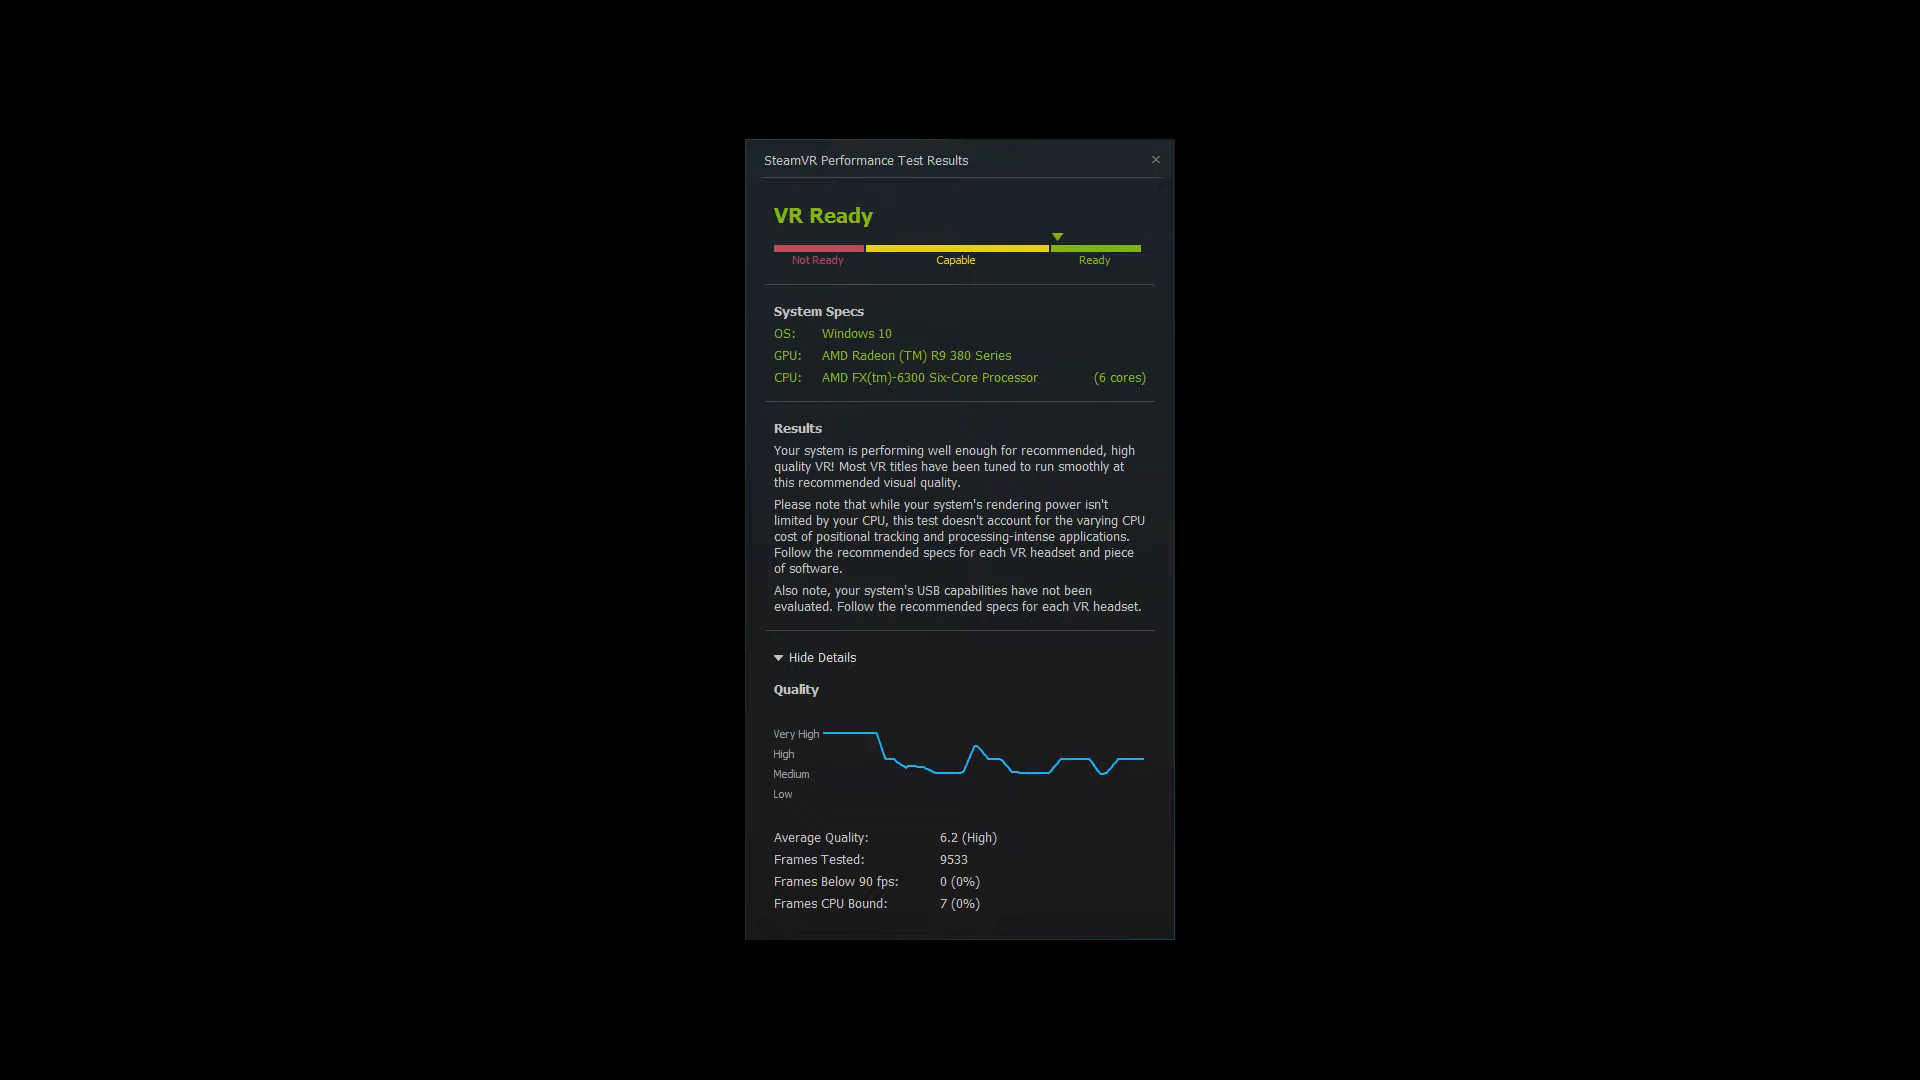 SteamVR Performance Test Results
VR Ready
Not Ready Capable Ready
System Specs
OS: Windows 10
GPU: AMD Radeon (TM) R9 380 Series
CPU: AMD FX(tm)-6300 Six-Core Processor (6 cores)
Results
Your system is performing well enough for recommended, high
quality VR! Most VR titles have been tuned to run smoothly at
this recommended visual quality.
Please note that while your system's rendering power isn't
limited by your CPU, this test doesn't account for the varying CPU
cost of positional tracking and processing-intense applications.
Follow the recommended specs for each VR headset and piece
of software.
Also note, your system's USB capabilities have not been
evaluated. Follow the recommended specs for each VR headset.
Hide Details
Quality
Very High
High
Medium
Low
Average Quality: 6.2 (High)
Frames Tested: 9533
Frames Below 90 fps: 0 (0%)
Frames CPU Bound: 7 (0%)